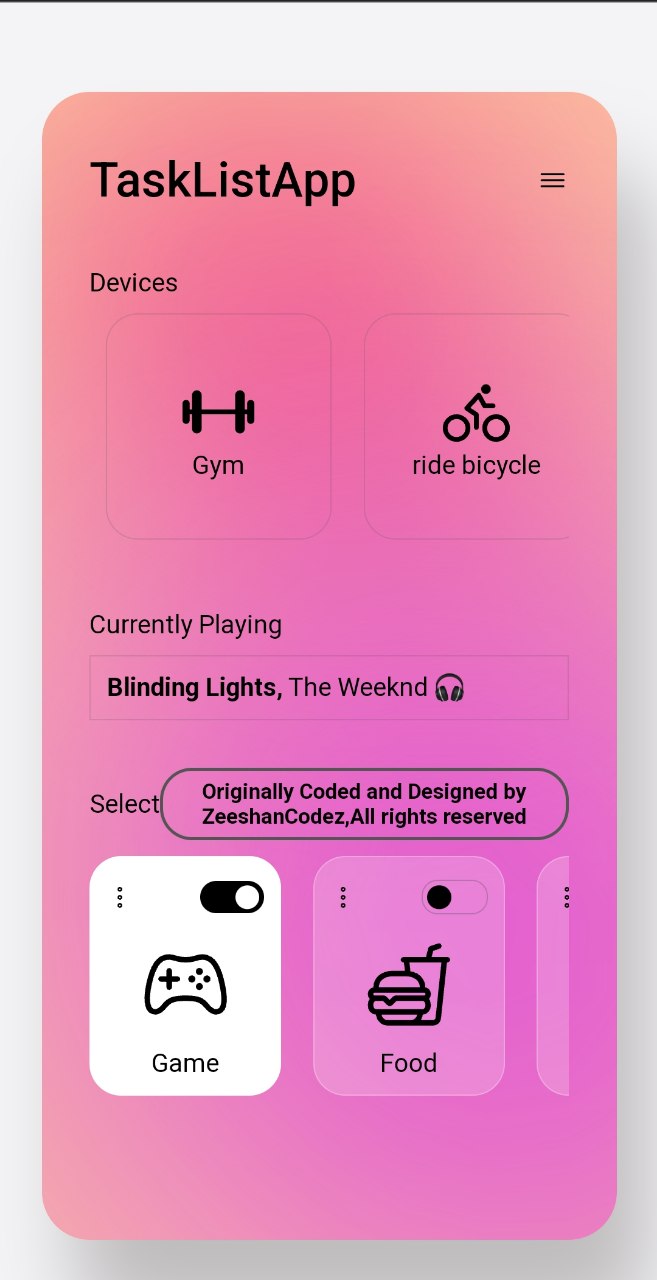 TaskListApp
Devices
Gym
ride bicycle
Currently Playing
Blinding Lights, The Weeknd 🎧
Select
Originally Coded and Designed by
ZeeshanCodez,All rights reserved
Game
Food